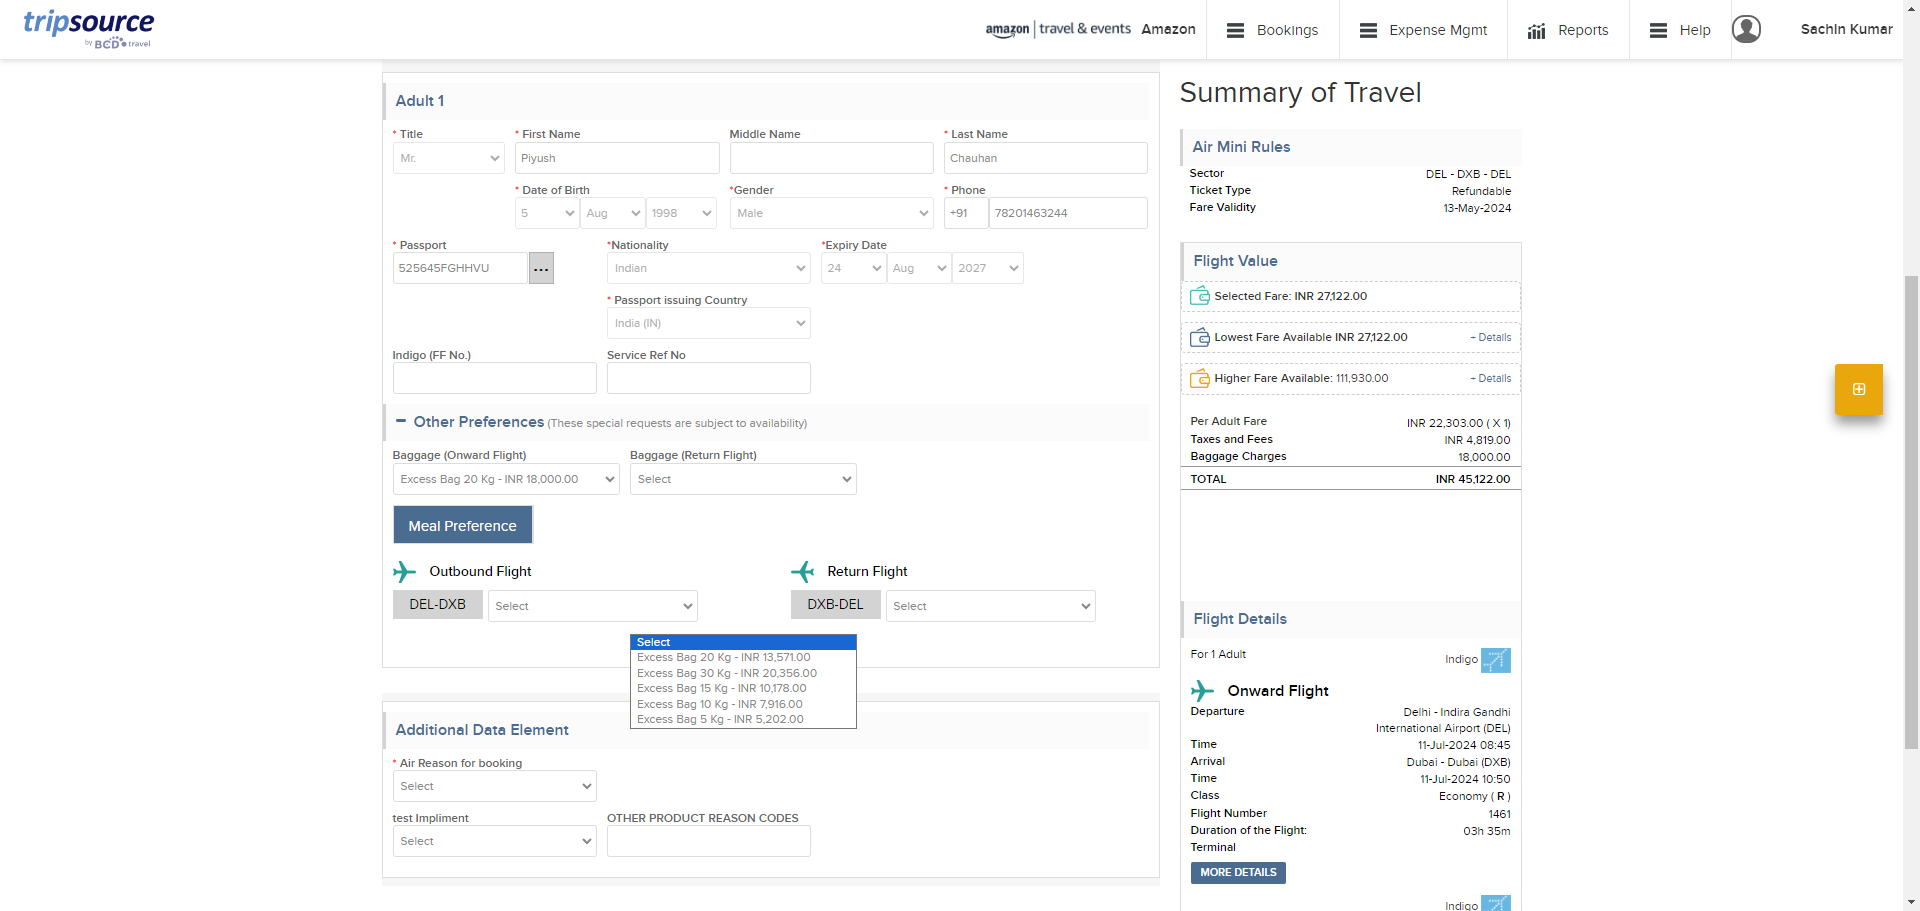 tripsource
by BCD travel
amazon | travel & events Amazon
Bookings
Expense Mgmt
Reports
Help
Sachin Kumar
Adult 1
* Title
* First Name
Middle Name
* Last Name
Mr.
Piyush
Chauhan
* Date of Birth
*Gender
* Phone
5
Aug
1998
Male
+91
78201463244
* Passport
*Nationality
*Expiry Date
525645FGHHVU
...
Indian
24
Aug
2027
* Passport issuing Country
India (IN)
Indigo (FF No.)
Service Ref No
Other Preferences (These special requests are subject to availability)
Baggage (Onward Flight)
Baggage (Return Flight)
Excess Bag 20 Kg - INR 18,000.00
Select
Meal Preference
Outbound Flight
Return Flight
DEL-DXB
Select
DXB-DEL
Select
Select
Excess Bag 20 Kg - INR 13,571.00
Excess Bag 30 Kg - INR 20,356.00
Excess Bag 15 Kg - INR 10,178.00
Excess Bag 10 Kg - INR 7,916.00
Excess Bag 5 Kg - INR 5,202.00
Additional Data Element
* Air Reason for booking
Select
test Impliment
OTHER PRODUCT REASON CODES
Select
Summary of Travel
Air Mini Rules
Sector DEL - DXB - DEL
Ticket Type Refundable
Fare Validity 13-May-2024
Flight Value
Selected Fare: INR 27,122.00
Lowest Fare Available INR 27,122.00 + Details
Higher Fare Available: 111,930.00 + Details
Per Adult Fare INR 22,303.00 ( X 1)
Taxes and Fees INR 4,819.00
Baggage Charges 18,000.00
TOTAL INR 45,122.00
Flight Details
For 1 Adult Indigo
Onward Flight
Departure Delhi - Indira Gandhi
International Airport (DEL)
Time 11-Jul-2024 08:45
Arrival Dubai - Dubai (DXB)
Time 11-Jul-2024 10:50
Class Economy ( R )
Flight Number 1461
Duration of the Flight: 03h 35m
Terminal
MORE DETAILS
Indigo